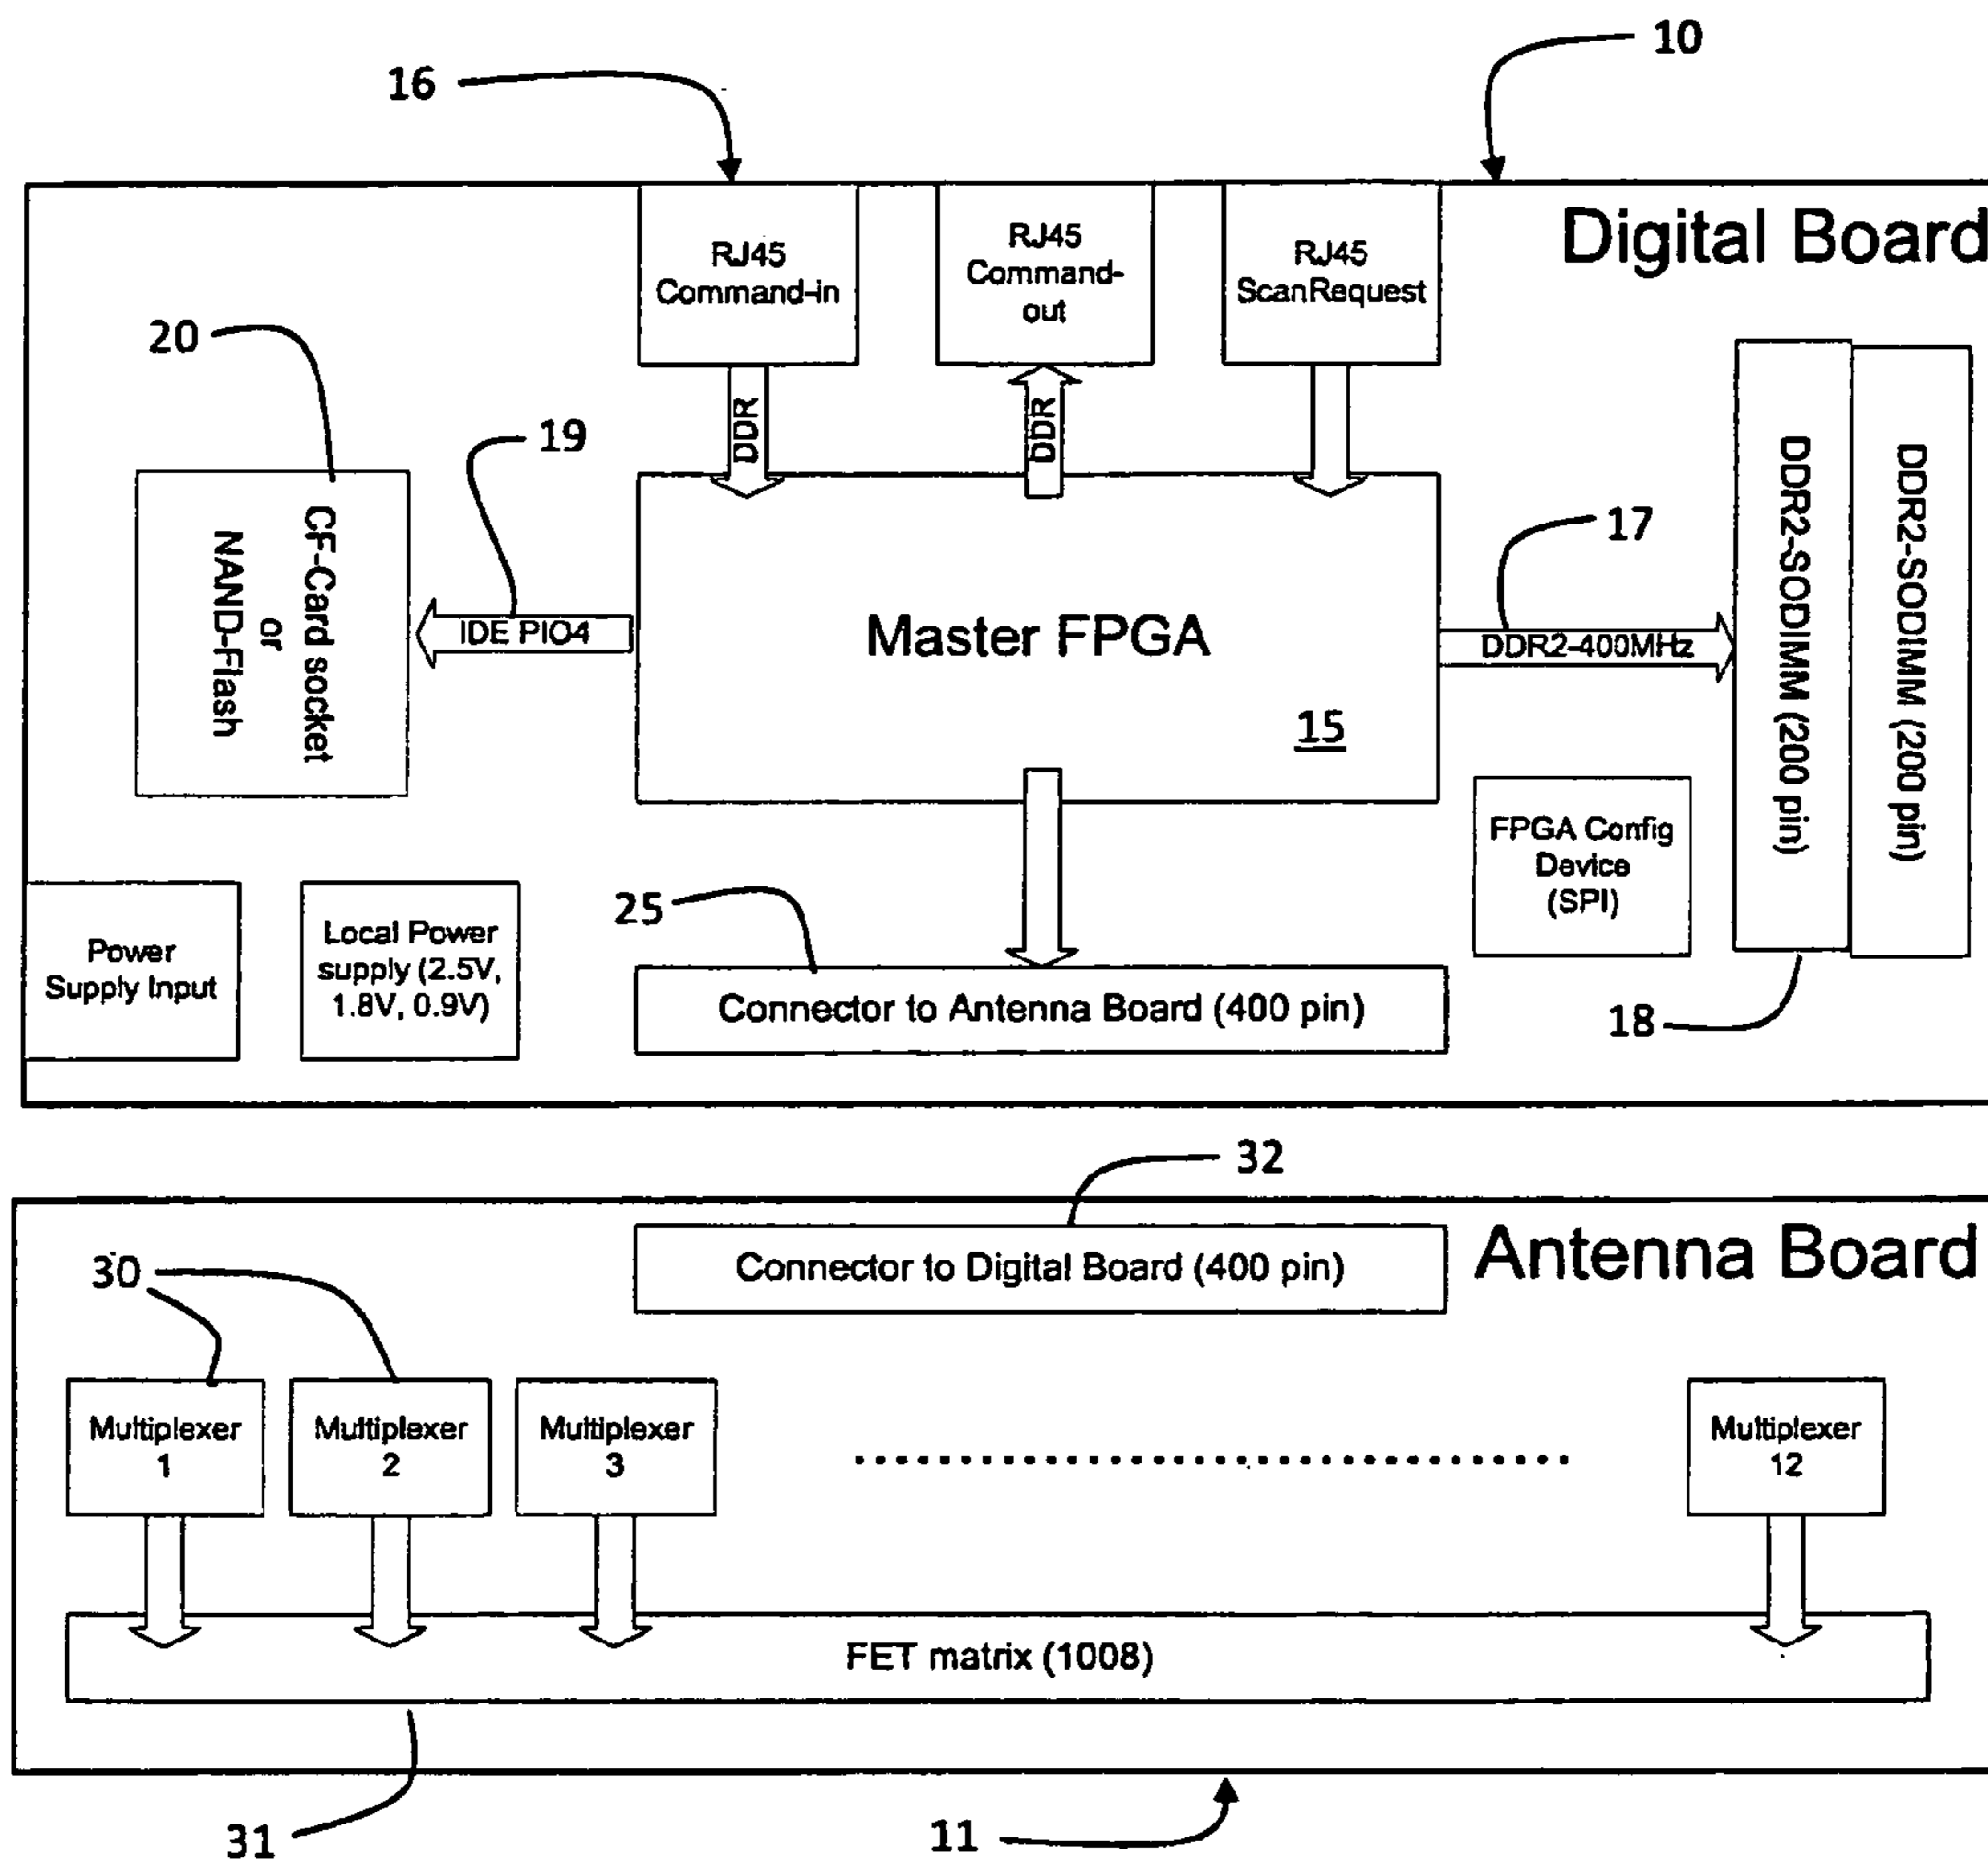 10
16
Digital Board
RJ45
Command-in
RJ45
Command-
out
RJ45
ScanRequest
20
19
DDR
DDR
17
CF-Card socket
or
NAND-Flash
IDE PIO4
Master FPGA
15
DDR2-400MHz
DDR2-SODIMM (200 pin)
DDR2-SODIMM (200 pin)
FPGA Config
Device
(SPI)
25
18
Power
Supply Input
Local Power
supply (2.5V,
1.8V, 0.9V)
Connector to Antenna Board (400 pin)
32
Connector to Digital Board (400 pin)
Antenna Board
30
Multiplexer
1
Multiplexer
2
Multiplexer
3
Multiplexer
12
FET matrix (1008)
31
11